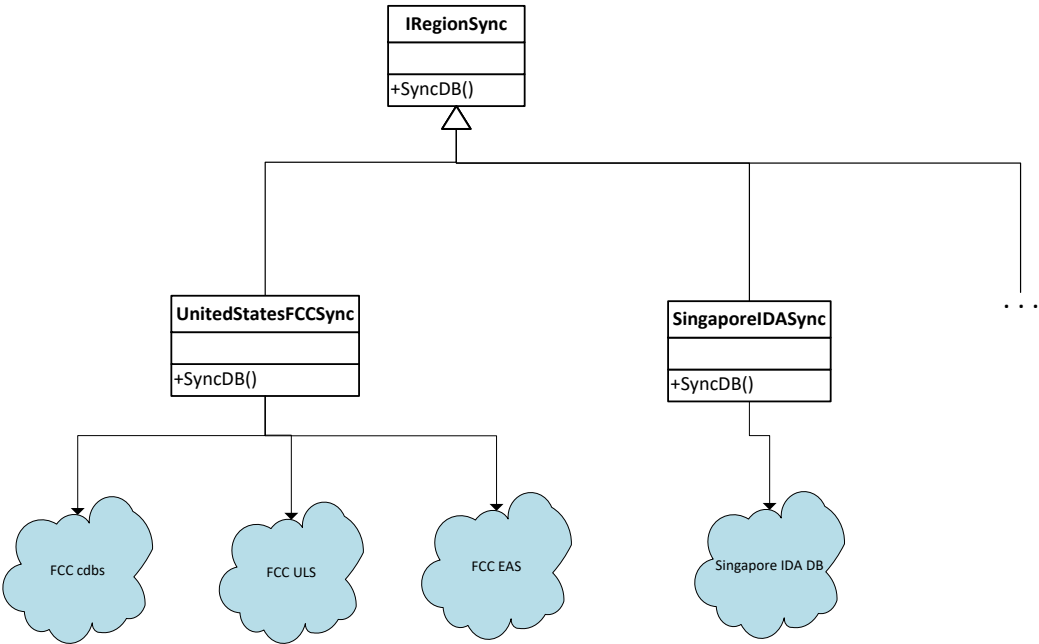 IRegionSync
+SyncDB()
UnitedStatesFCCSync
+SyncDB()
SingaporeIDASync
+SyncDB()
. . .
FCC cdbs
FCC ULS
FCC EAS
Singapore IDA DB